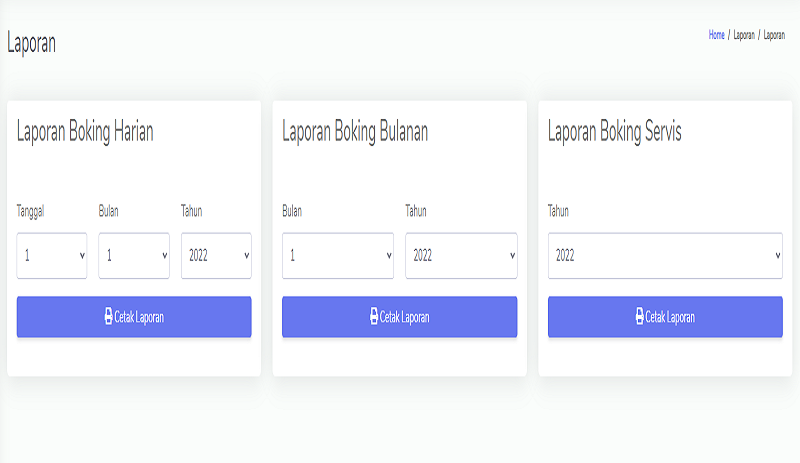 Laporan
Home / Laporan / Laporan
Laporan Boking Harian
Tanggal Bulan Tahun
1 1 2022
Cetak Laporan
Laporan Boking Bulanan
Bulan Tahun
1 2022
Cetak Laporan
Laporan Boking Servis
Tahun
2022
Cetak Laporan